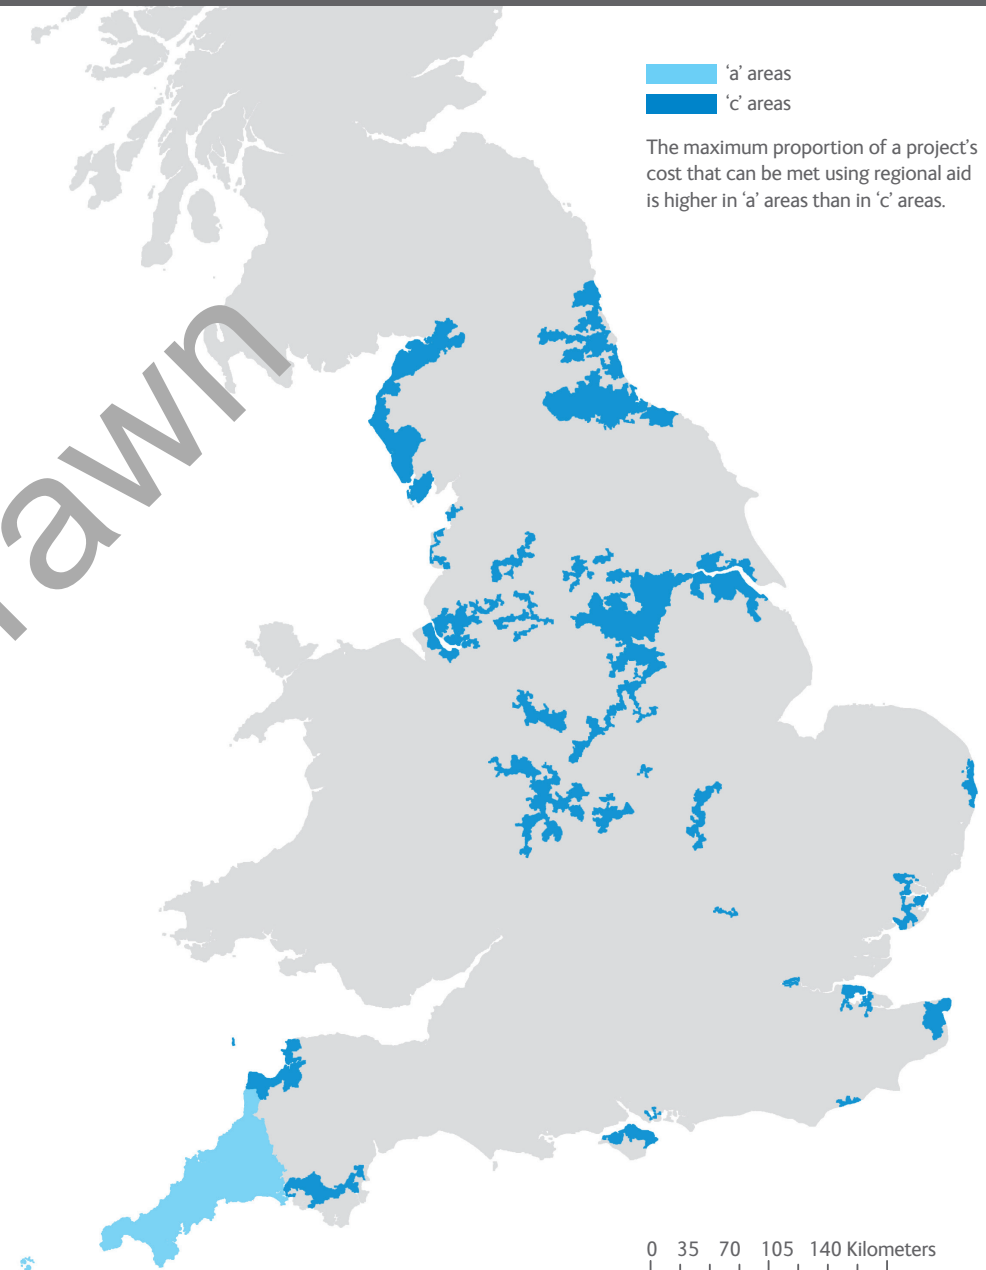 'a' areas
'c' areas
The maximum proportion of a project's
cost that can be met using regional aid
is higher in 'a' areas than in 'c' areas.
awn
0 35 70 105 140 Kilometers